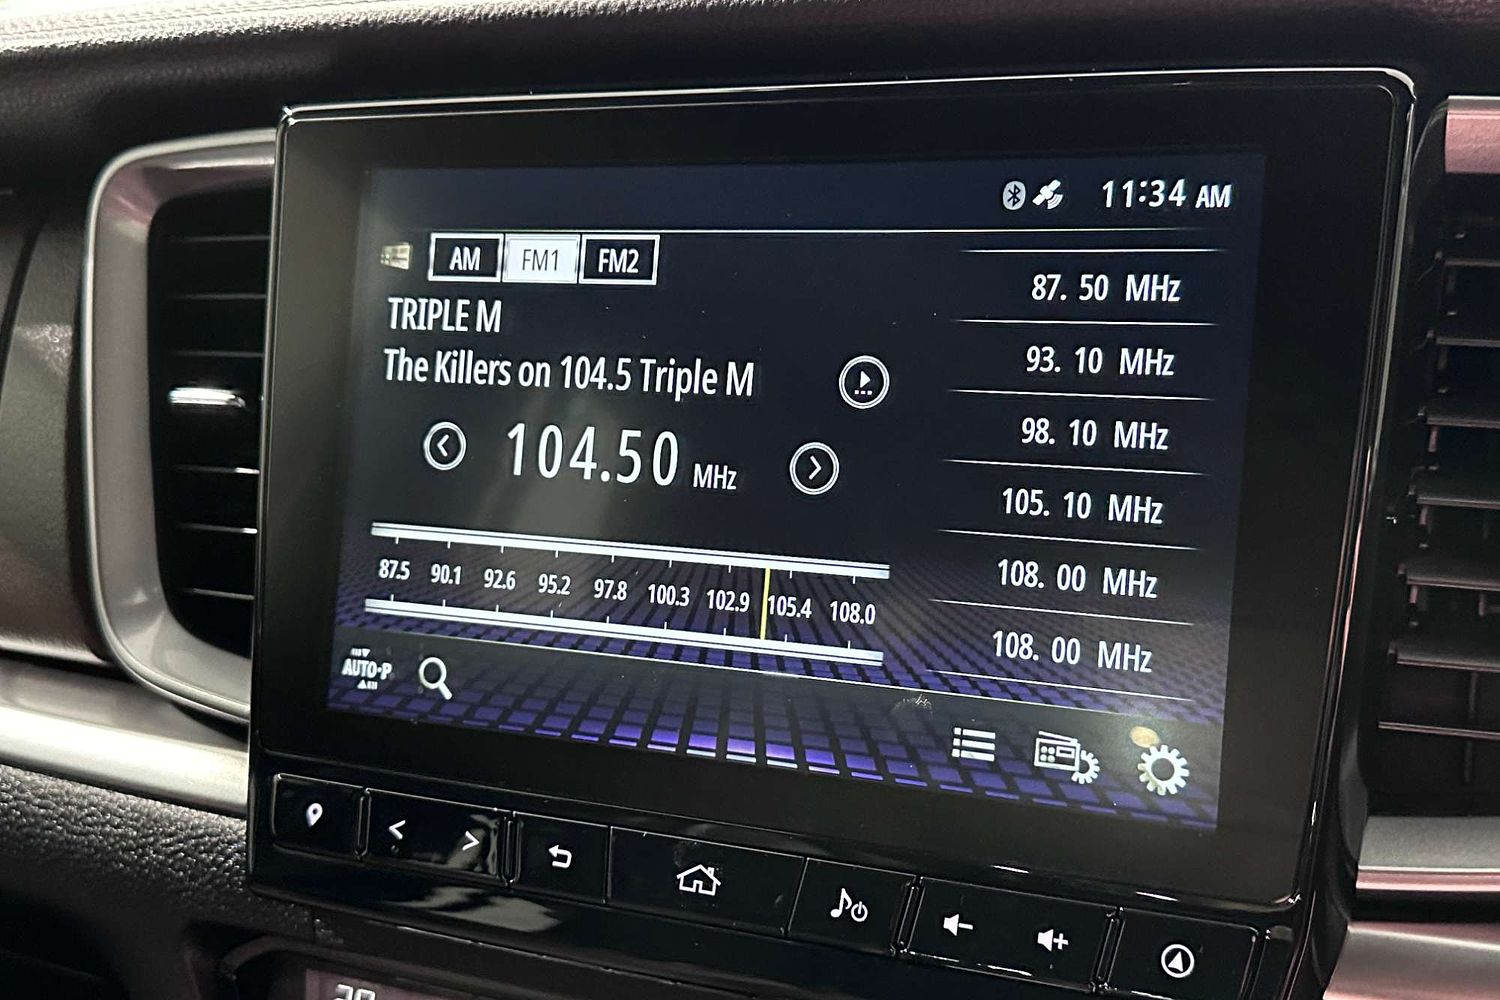 11:34 AM
AM FM1 FM2
TRIPLE M
The Killers on 104.5 Triple M
104.50 MHz
87.5 90.1 92.6 95.2 97.8 100.3 102.9 105.4 108.0
AUTO-P
87. 50 MHz
93. 10 MHz
98. 10 MHz
105. 10 MHz
108. 00 MHz
108. 00 MHz